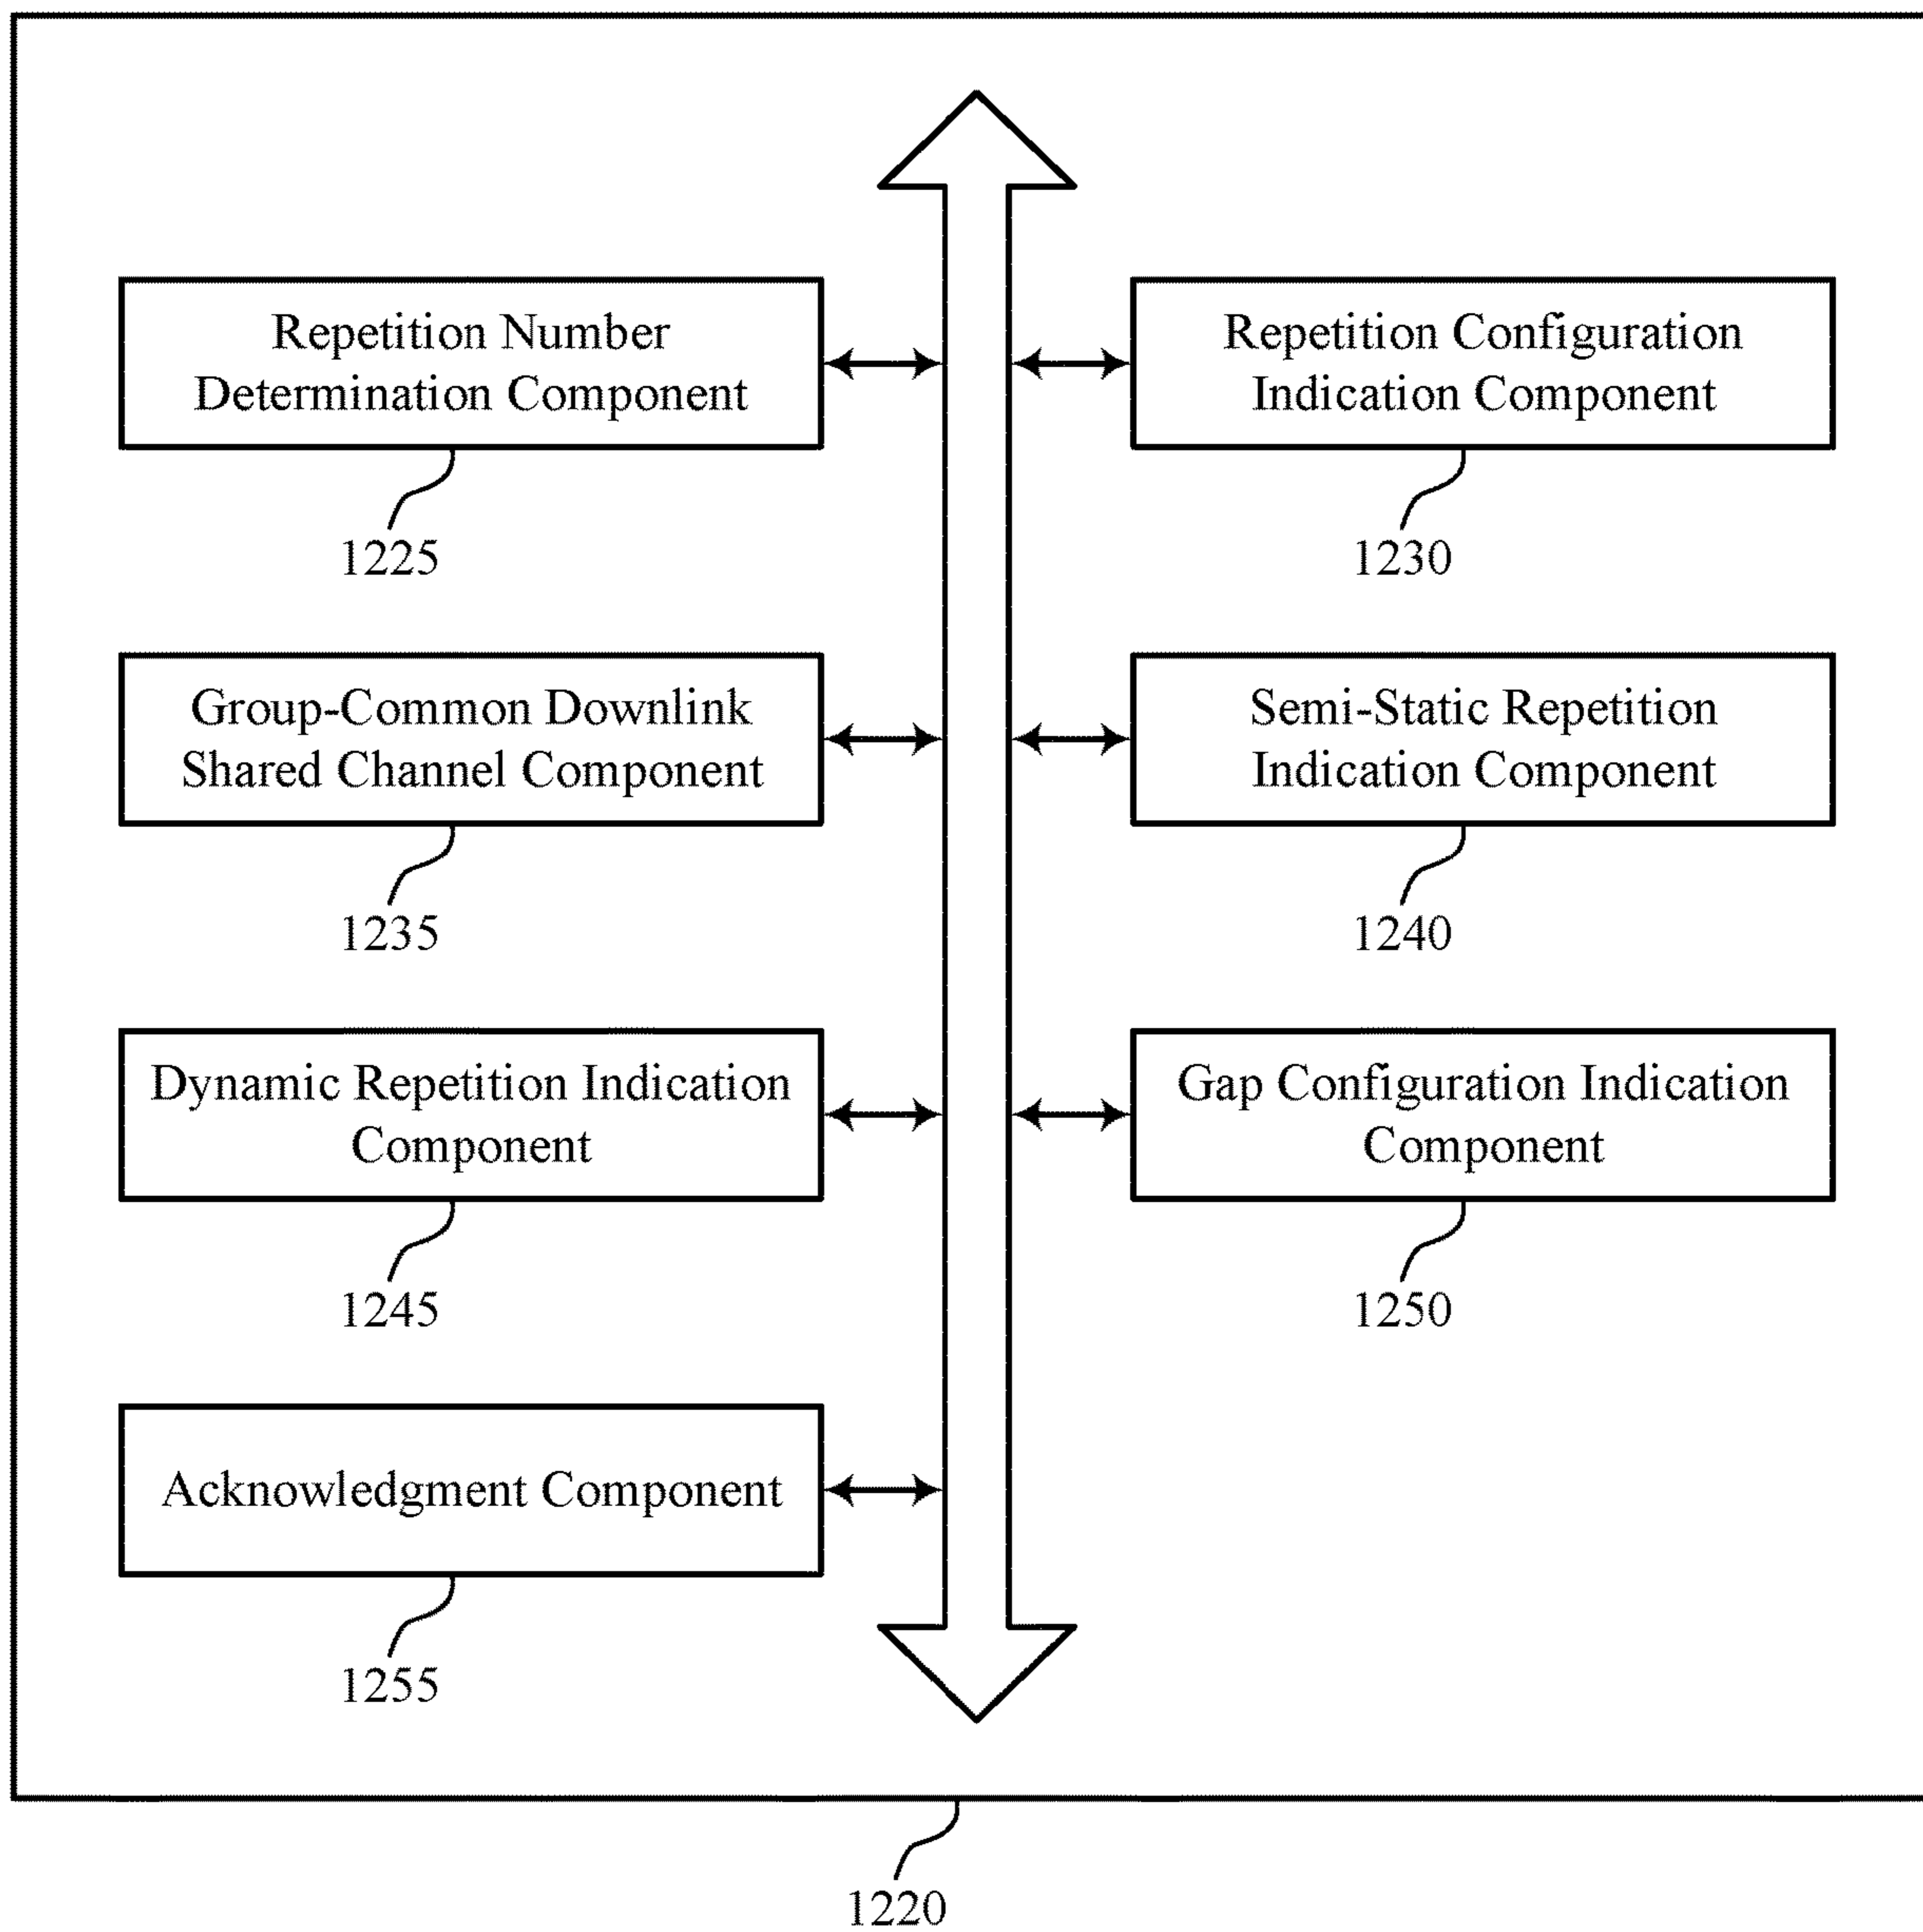 Repetition Number
Determination Component
1225
Repetition Configuration
Indication Component
1230
Group-Common Downlink
Shared Channel Component
1235
Semi-Static Repetition
Indication Component
1240
Dynamic Repetition Indication
Component
1245
Gap Configuration Indication
Component
1250
Acknowledgment Component
1255
1220